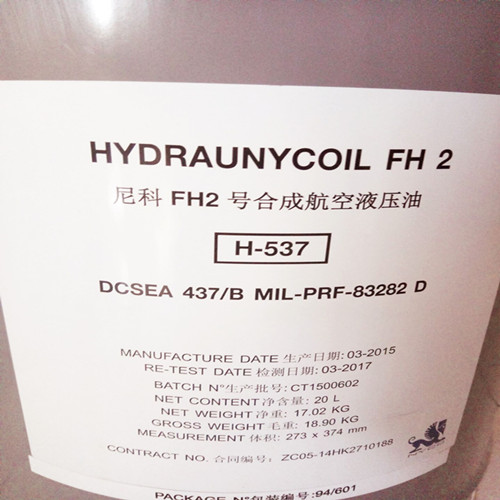 HYDRAUNYCOIL FH 2
尼科 FH2 号合成航空液压油
H-537
DCSEA 437/B MIL-PRF-83282 D
MANUFACTURE DATE 生产日期: 03-2015
RE-TEST DATE 检测日期: 03-2017
BATCH N°生产批号: CT1500602
NET CONTENT 净含量: 20 L
NET WEIGHT 净重: 17.02 KG
GROSS WEIGHT 毛重: 18.90 KG
MEASUREMENT 体积: 273 x 374 mm
CONTRACT NO. 合同编号: ZC05-14HK2710188
PACKAGE N°包装编号: 94/601